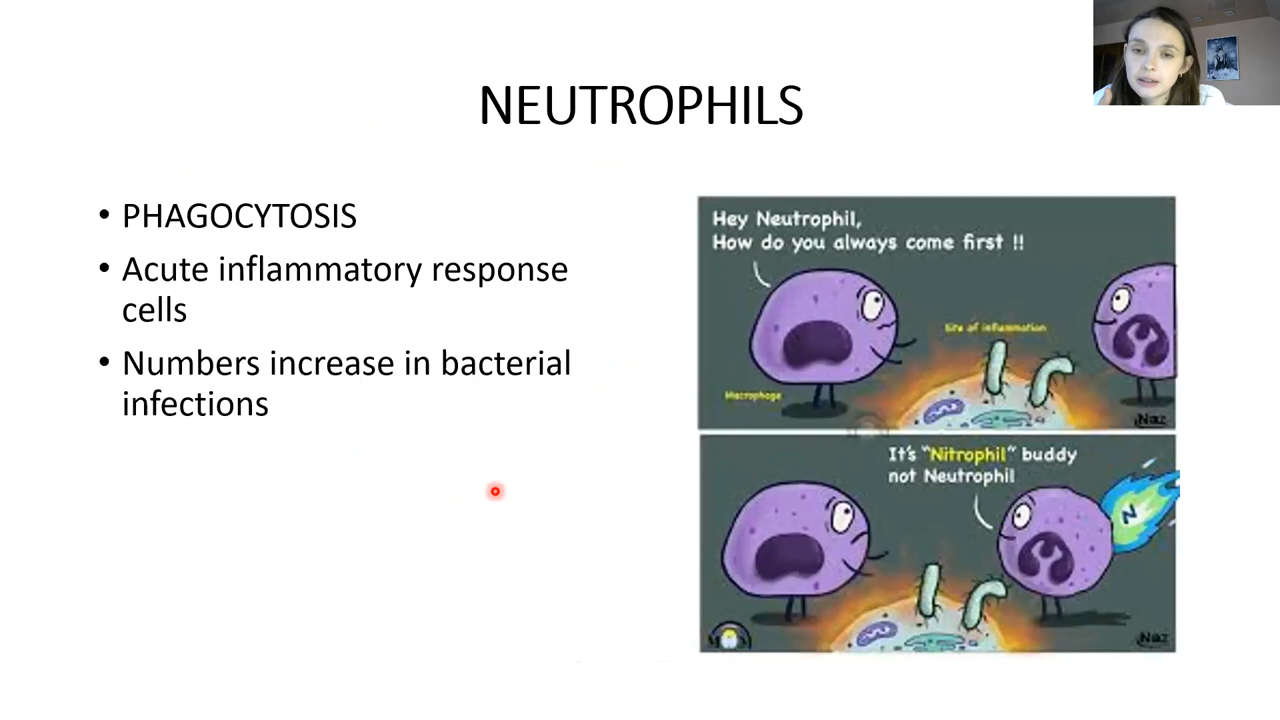 NEUTROPHILS
• PHAGOCYTOSIS
• Acute inflammatory response
cells
• Numbers increase in bacterial
infections
Hey Neutrophil,
How do you always come first !!
Site of inflammation
Macrophage
Naz
It's "Nitrophil" buddy
not Neutrophil
N
Naz